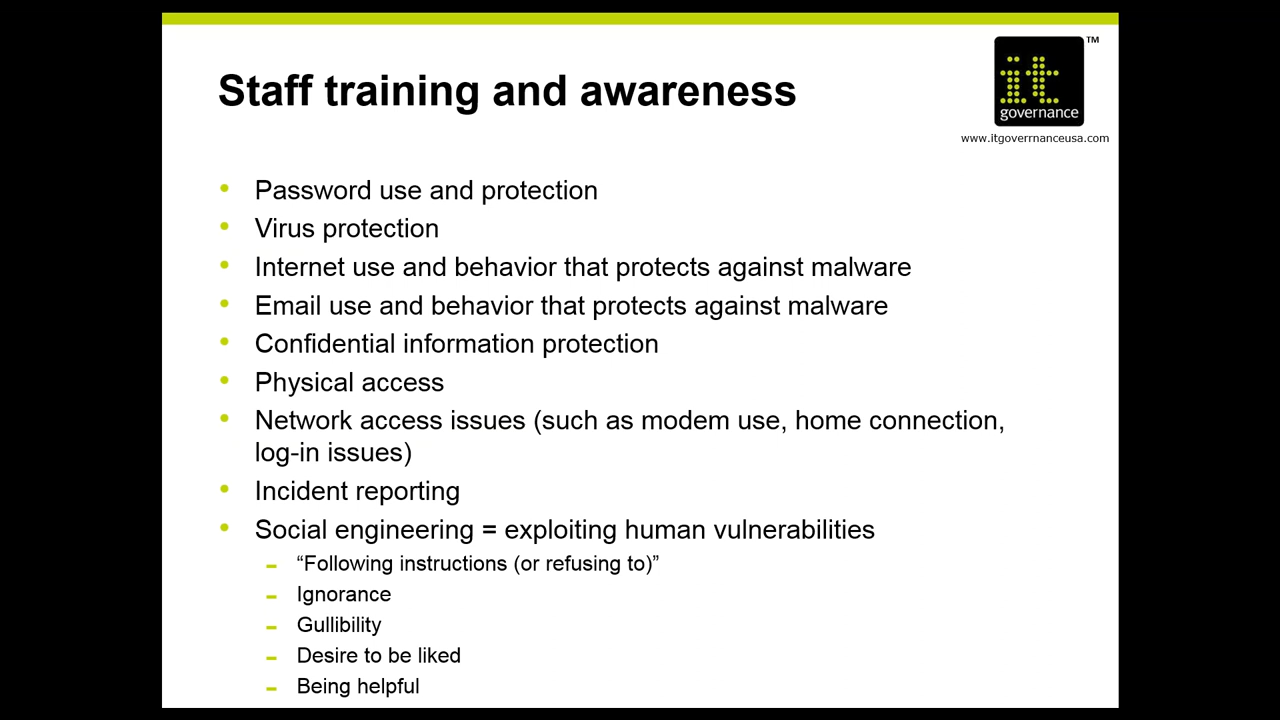 Staff training and awareness
it
governance
TM
www.itgoverrnanceusa.com
• Password use and protection
• Virus protection
• Internet use and behavior that protects against malware
• Email use and behavior that protects against malware
• Confidential information protection
• Physical access
• Network access issues (such as modem use, home connection,
log-in issues)
• Incident reporting
• Social engineering = exploiting human vulnerabilities
– “Following instructions (or refusing to)”
– Ignorance
– Gullibility
– Desire to be liked
– Being helpful